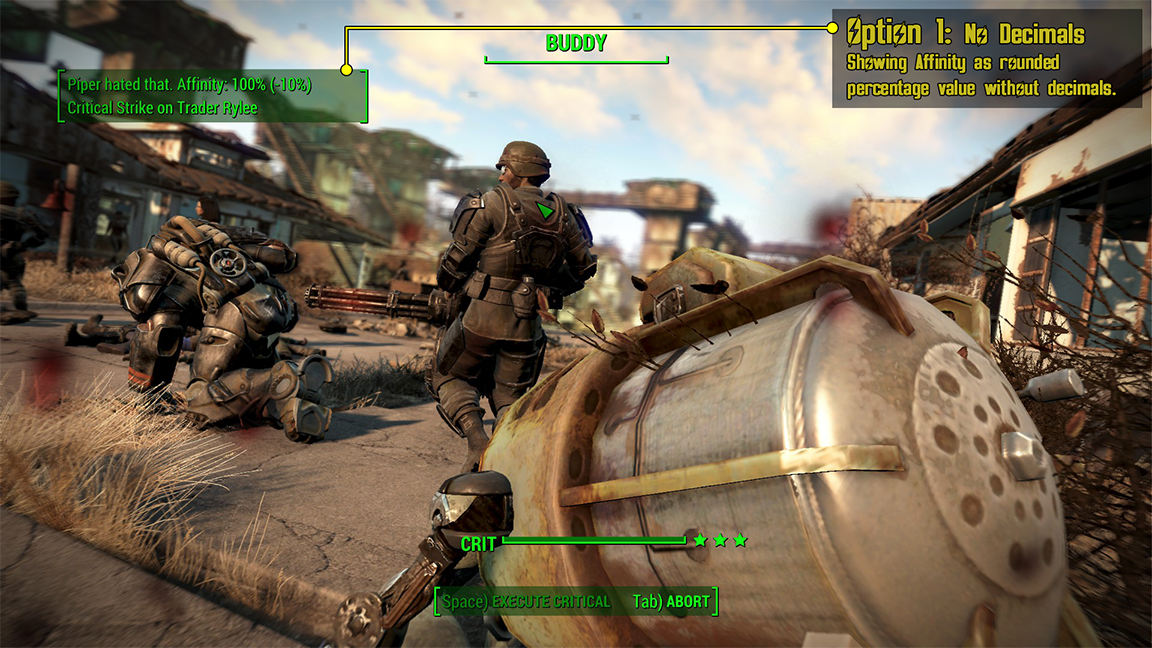 BUDDY
Piper hated that. Affinity: 100% (-10%)
Critical Strike on Trader Rylee
Option 1: No Decimals
Showing Affinity as rounded
percentage value without decimals.
CRIT
Space) EXECUTE CRITICAL Tab) ABORT